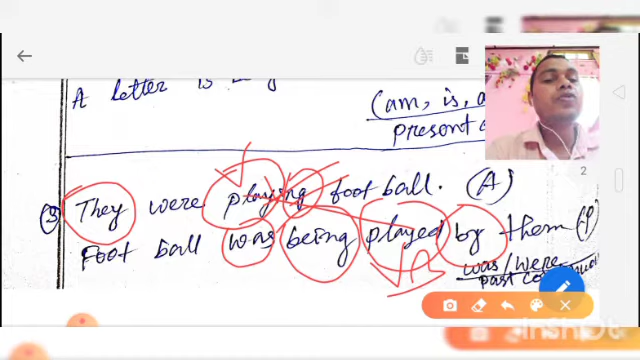 A letter is
(am, is, a
present
2
(3) They were playing foot ball. (A)
Foot ball was being played by them (P)
was/were
past
InShOt